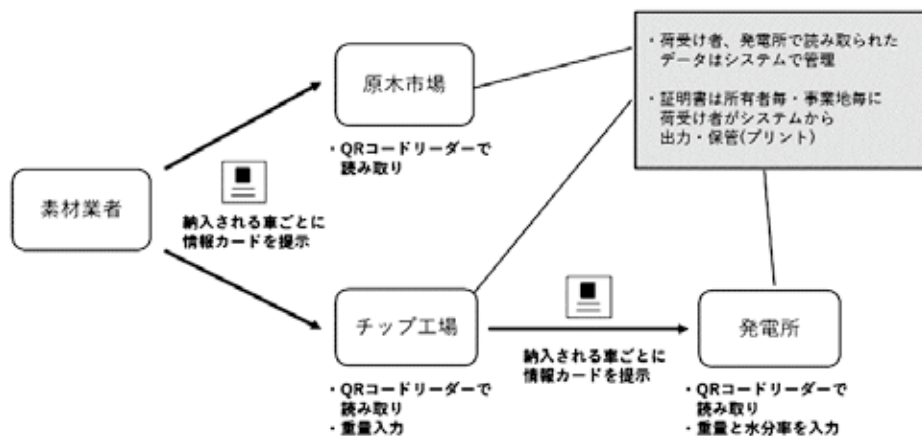 ・荷受け者、発電所で読み取られた
データはシステムで管理
・証明書は所有者毎・事業地毎に
荷受け者がシステムから
出力・保管(プリント)
原木市場
・QRコードリーダーで
読み取り
素材業者
納入される車ごとに
情報カードを提示
チップ工場
・QRコードリーダーで
読み取り
・重量入力
納入される車ごとに
情報カードを提示
発電所
・QRコードリーダーで
読み取り
・重量と水分率を入力